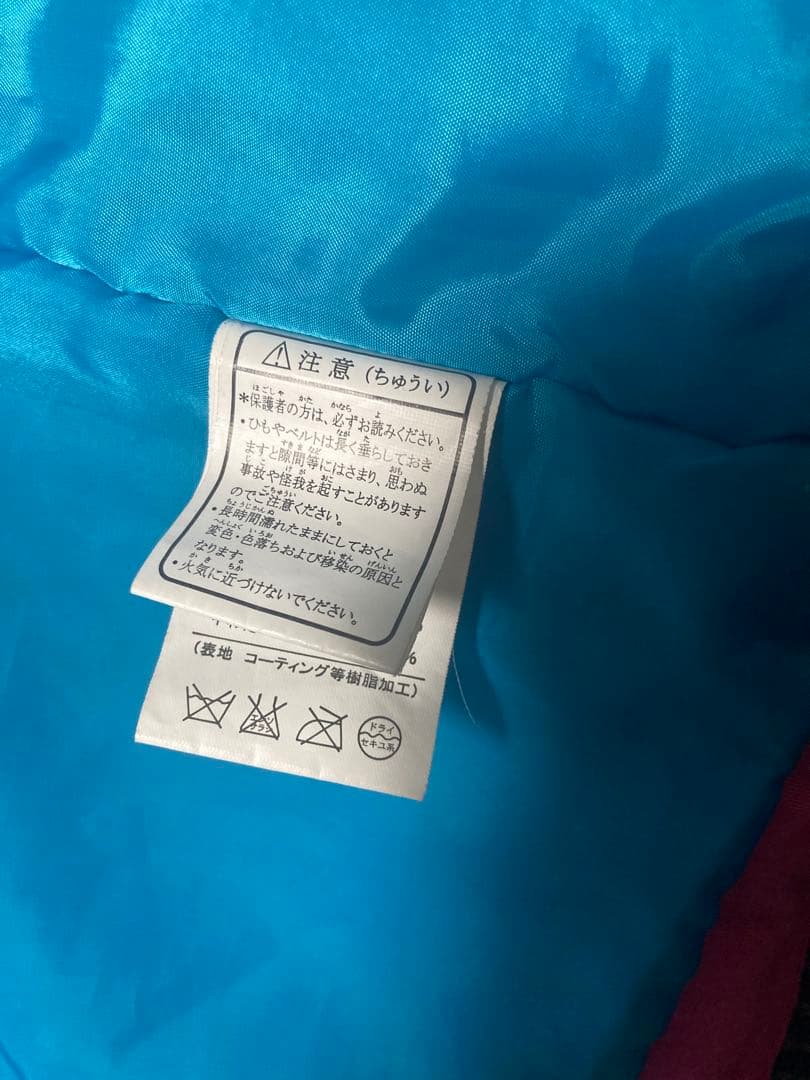 注意 (ちゅうい)
*保護者の方は、必ずお読みください。
・ひもやベルトは長く垂らしておき
ますと隙間等にはさまり、思わぬ
事故や怪我を起すことがあります
のでご注意ください。
・長時間濡れたままにしておくと
変色・色落ちおよび移染の原因と
なります。
・火気に近づけないでください。
%
(表地 コーティング等樹脂加工)
エンソ
サラシ
ドライ
セキユ系